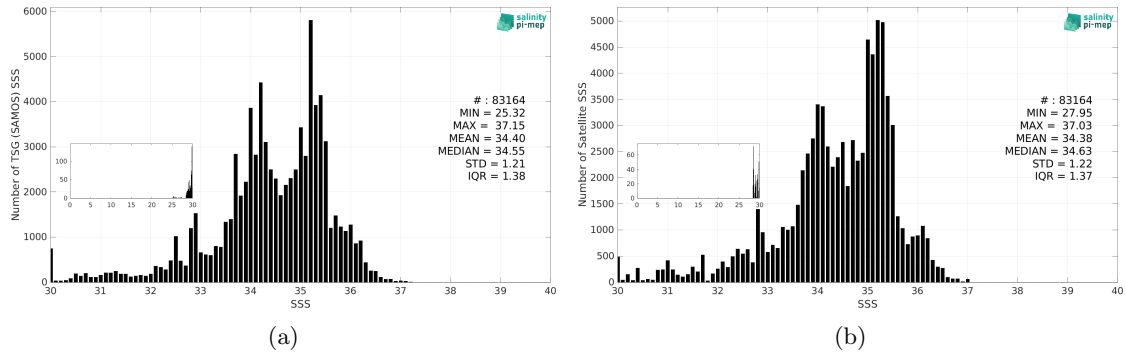 6000
5000
4000
3000
2000
1000
0
Number of TSG (SAMOS) SSS
salinity
pi-mep
# : 83164
MIN = 25.32
MAX = 37.15
MEAN = 34.40
MEDIAN = 34.55
STD = 1.21
IQR = 1.38
100
50
0
0 5 10 15 20 25 30
30 31 32 33 34 35 36 37 38 39 40
SSS
(a)
5000
4500
4000
3500
3000
2500
2000
1500
1000
500
0
Number of Satellite SSS
salinity
pi-mep
# : 83164
MIN = 27.95
MAX = 37.03
MEAN = 34.38
MEDIAN = 34.63
STD = 1.22
IQR = 1.37
60
40
20
0
0 5 10 15 20 25 30
30 31 32 33 34 35 36 37 38 39 40
SSS
(b)